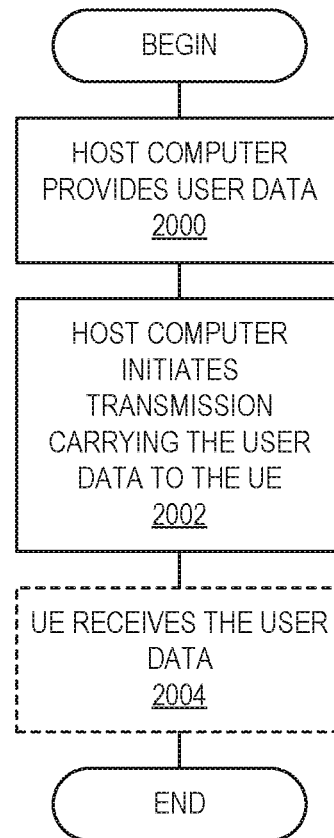 BEGIN
HOST COMPUTER
PROVIDES USER DATA
2000
HOST COMPUTER
INITIATES
TRANSMISSION
CARRYING THE USER
DATA TO THE UE
2002
UE RECEIVES THE USER
DATA
2004
END